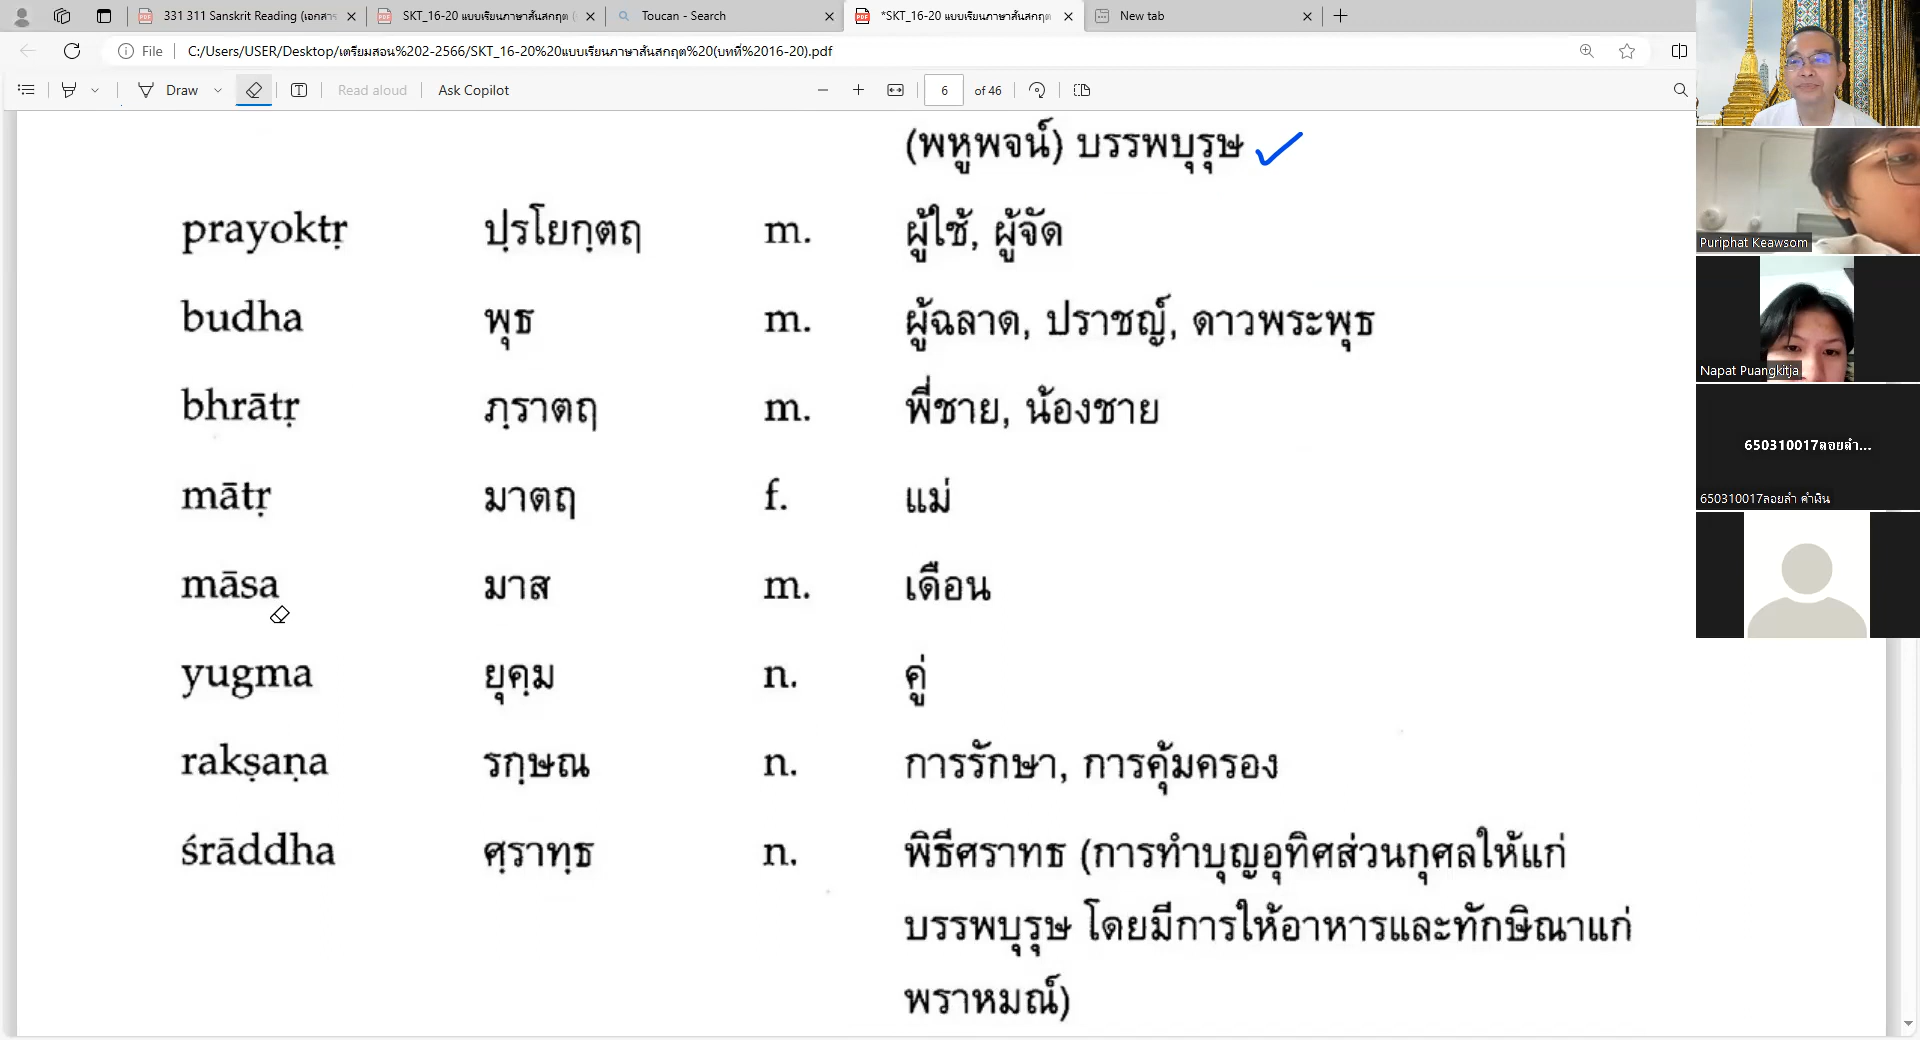 331 311 Sanskrit Reading (เอกสาร
SKT_16-20 แบบเรียนภาษาสันสกฤต (
Toucan - Search
*SKT_16-20 แบบเรียนภาษาสันสกฤต
New tab
File
C:/Users/USER/Desktop/เตรียมสอน%202-2566/SKT_16-20%20แบบเรียนภาษาสันสกฤต%20(บทที่%2016-20).pdf
Draw
Read aloud
Ask Copilot
6 of 46
(พหูพจน์) บรรพบุรุษ
prayoktṛ ปฺรโยกฺตฤ m. ผู้ใช้, ผู้จัด
budha พุธ m. ผู้ฉลาด, ปราชญ์, ดาวพระพุธ
bhrātṛ ภฺราตฤ m. พี่ชาย, น้องชาย
mātṛ มาตฤ f. แม่
māsa มาส m. เดือน
yugma ยุคฺม n. คู่
rakṣaṇa รกฺษณ n. การรักษา, การคุ้มครอง
śrāddha ศฺราทฺธ n. พิธีศราทธ (การทำบุญอุทิศส่วนกุศลให้แก่
บรรพบุรุษ โดยมีการให้อาหารและทักษิณาแก่
พราหมณ์)
Puriphat Keawsom
Napat Puangkitja
650310017ลอยลำ...
650310017ลอยลำ คำผิน